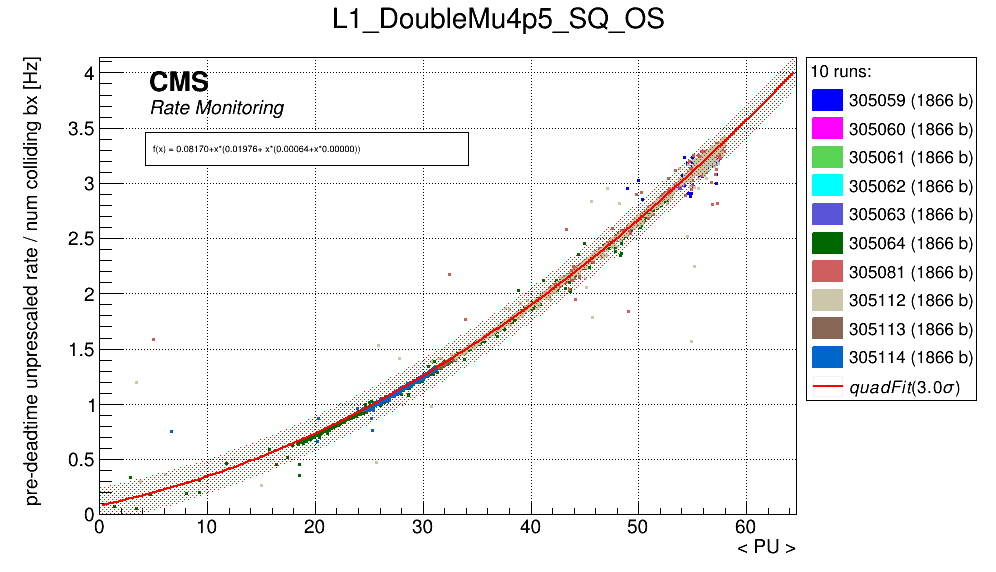 L1_DoubleMu4p5_SQ_OS
pre-deadtime unprescaled rate / num colliding bx [Hz]
4
3.5
3
2.5
2
1.5
1
0.5
0
CMS
Rate Monitoring
f(x) = 0.08170+x*(0.01976+ x*(0.00064+x*0.00000))
0 10 20 30 40 50 60
< PU >
10 runs:
305059 (1866 b)
305060 (1866 b)
305061 (1866 b)
305062 (1866 b)
305063 (1866 b)
305064 (1866 b)
305081 (1866 b)
305112 (1866 b)
305113 (1866 b)
305114 (1866 b)
quadFit(3.0σ)